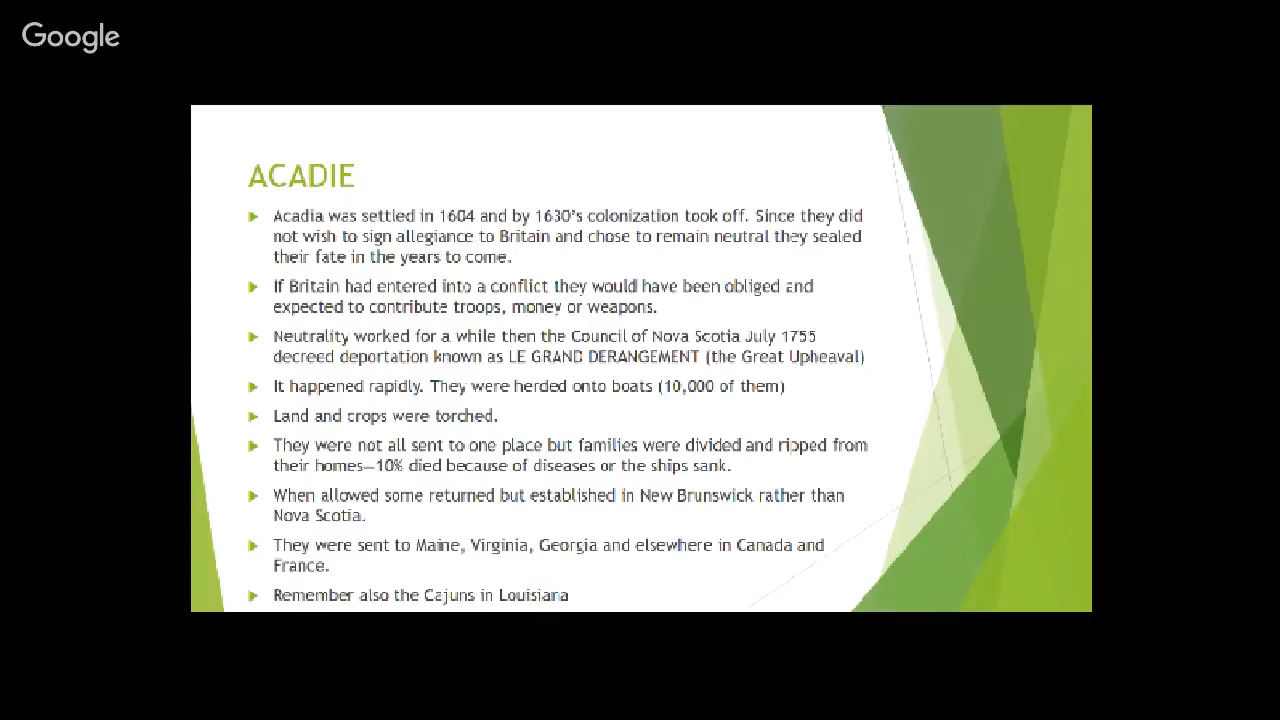 Google
ACADIE
Acadia was settled in 1604 and by 1630's colonization took off. Since they did
not wish to sign allegiance to Britain and chose to remain neutral they sealed
their fate in the years to come.
If Britain had entered into a conflict they would have been obliged and
expected to contribute troops, money or weapons.
Neutrality worked for a while then the Council of Nova Scotia July 1755
decreed deportation known as LE GRAND DERANGEMENT (the Great Upheaval)
It happened rapidly. They were herded onto boats (10,000 of them)
Land and crops were torched.
They were not all sent to one place but families were divided and ripped from
their homes—10% died because of diseases or the ships sank.
When allowed some returned but established in New Brunswick rather than
Nova Scotia.
They were sent to Maine, Virginia, Georgia and elsewhere in Canada and
France.
Remember also the Cajuns in Louisiana